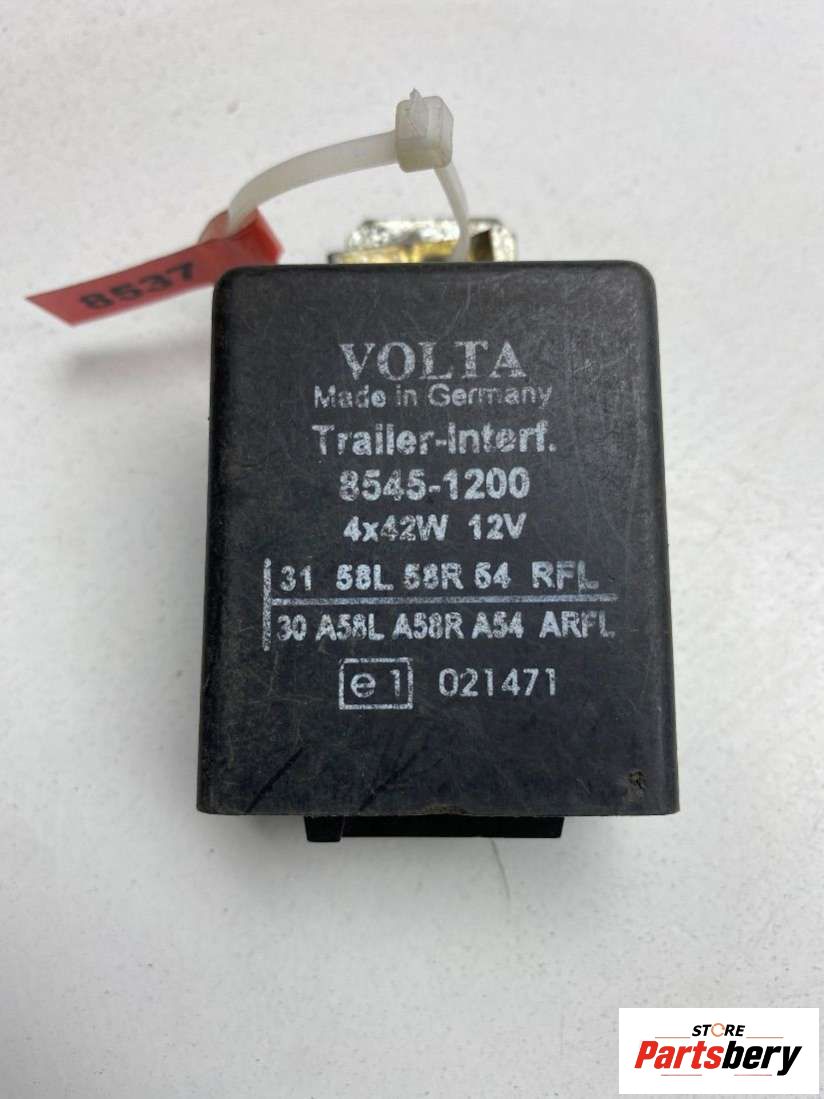 8537
VOLTA
Made in Germany
Trailer-Interf.
8545-1200
4x42W 12V
31 58L 58R 54 RFL
30 A58L A58R A54 ARFL
e1 021471
STORE
Partsbery